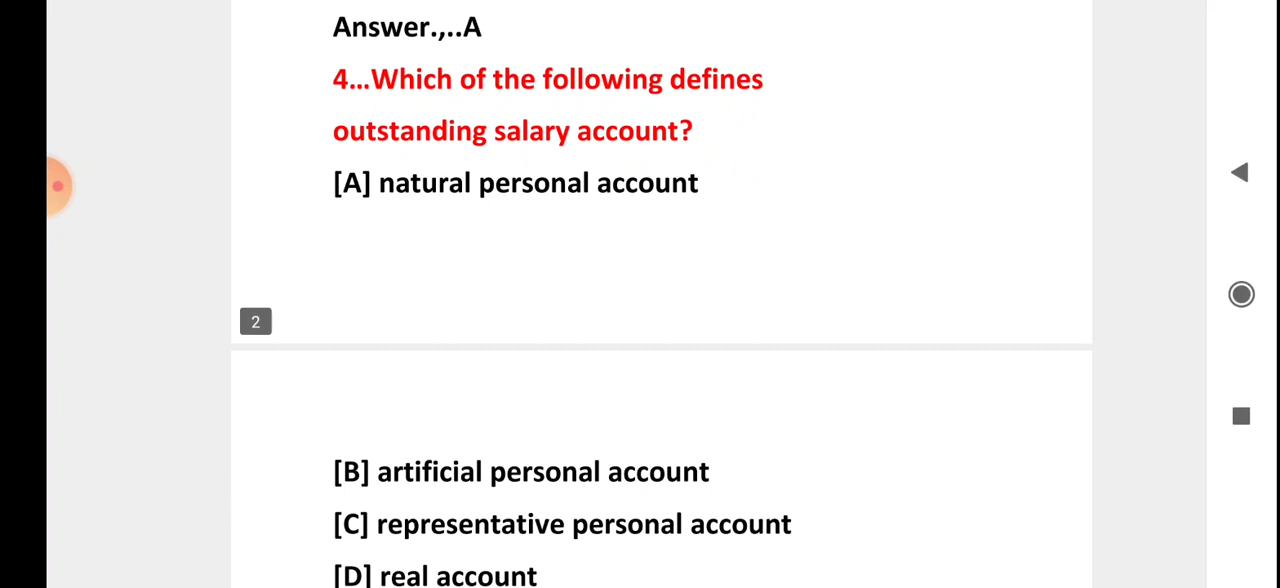 Answer.,..A
4...Which of the following defines
outstanding salary account?
[A] natural personal account
2
[B] artificial personal account
[C] representative personal account
[D] real account